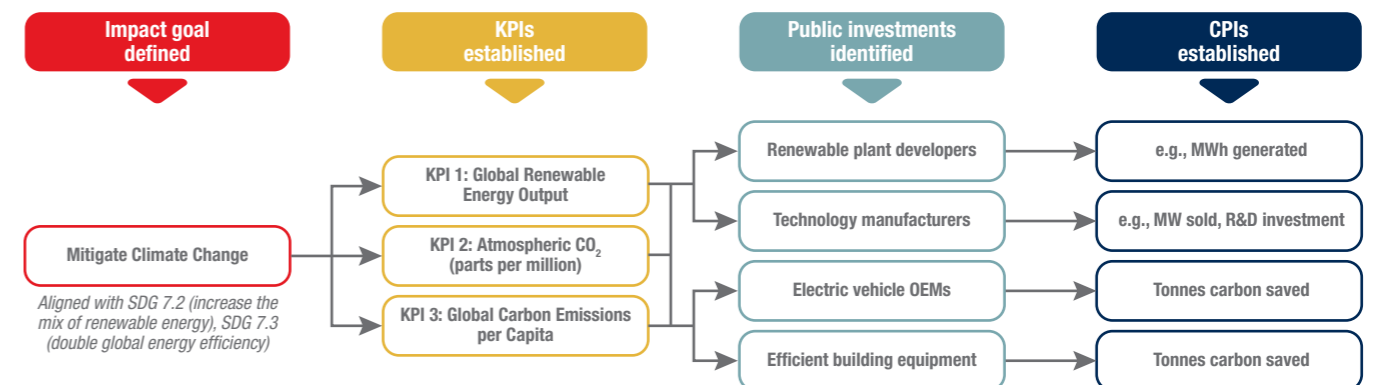 Impact goal
defined
KPIs
established
Public investments
identified
CPIs
established
Mitigate Climate Change
Aligned with SDG 7.2 (increase the
mix of renewable energy), SDG 7.3
(double global energy efficiency)
KPI 1: Global Renewable
Energy Output
KPI 2: Atmospheric CO₂
(parts per million)
KPI 3: Global Carbon Emissions
per Capita
Renewable plant developers
Technology manufacturers
Electric vehicle OEMs
Efficient building equipment
e.g., MWh generated
e.g., MW sold, R&D investment
Tonnes carbon saved
Tonnes carbon saved